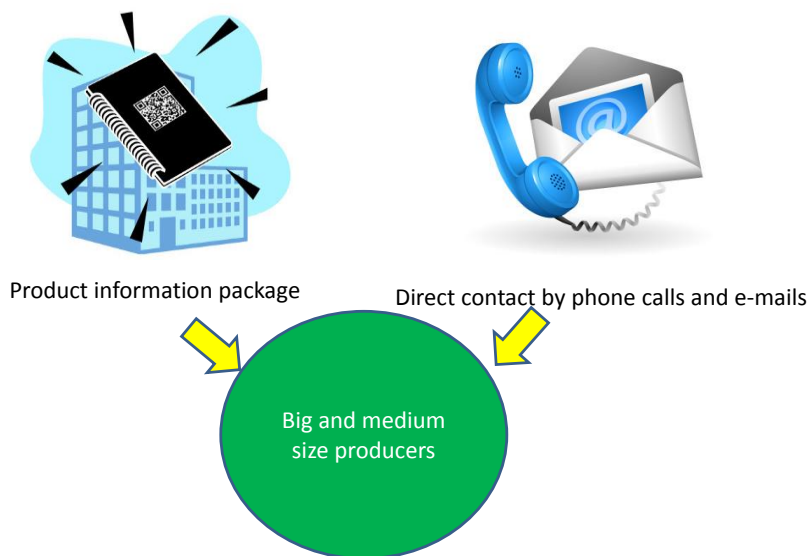 Product information package
Direct contact by phone calls and e-mails
Big and medium
size producers